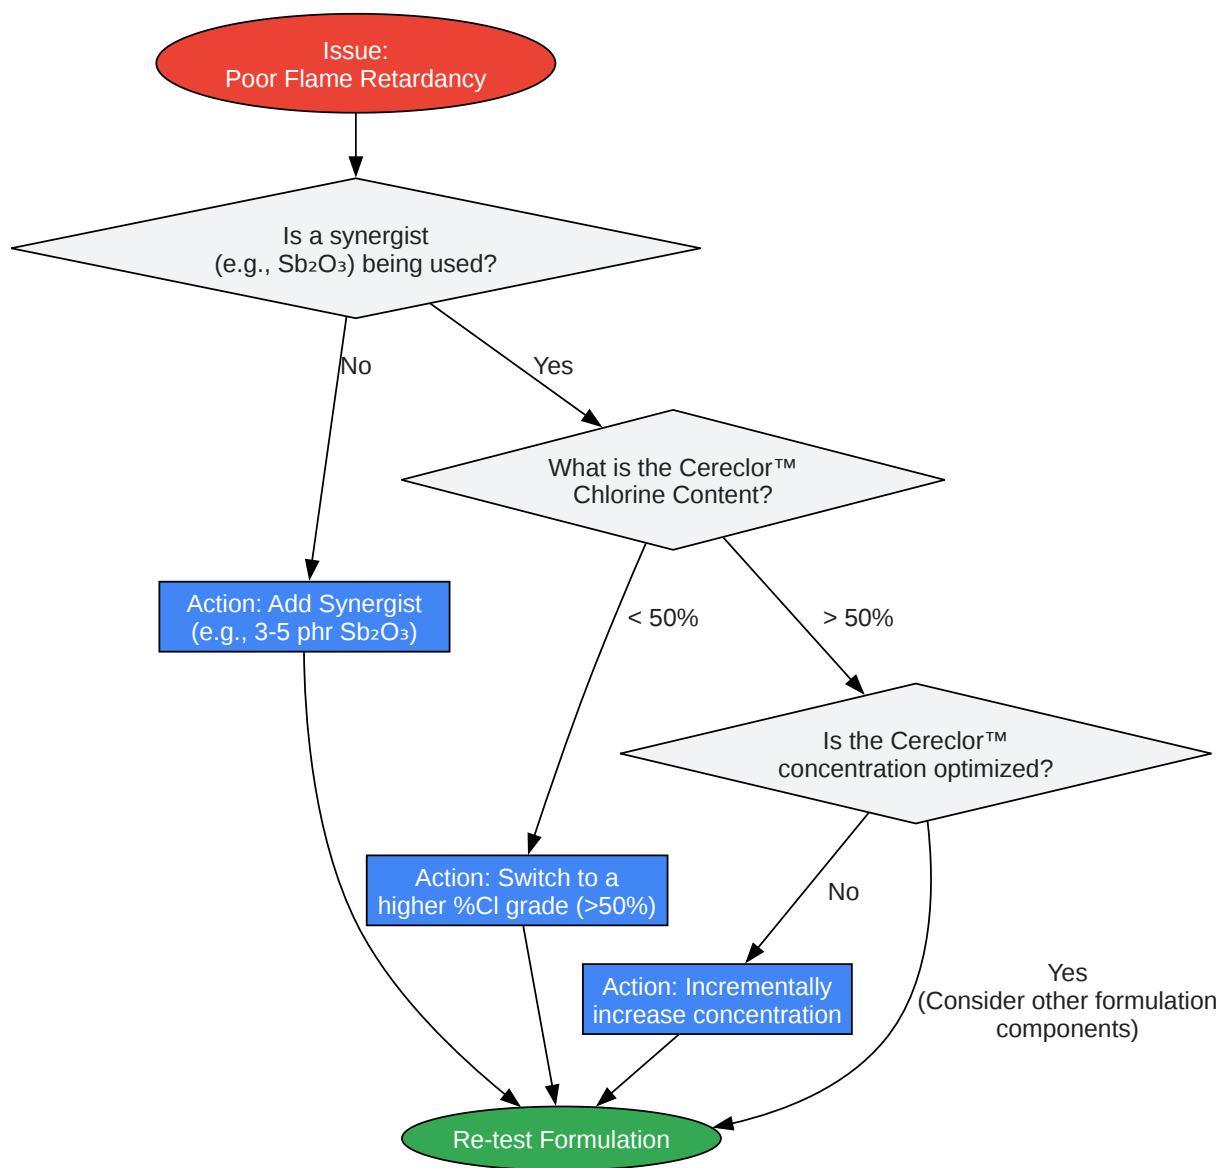 Issue:
Poor Flame Retardancy
Is a synergist
(e.g., Sb₂O₃) being used?
No
Yes
What is the Cereclor™
Chlorine Content?
Action: Add Synergist
(e.g., 3-5 phr Sb₂O₃)
< 50%
> 50%
Is the Cereclor™
concentration optimized?
Action: Switch to a
higher %Cl grade (>50%)
No
Action: Incrementally
increase concentration
Yes
(Consider other formulation
components)
Re-test Formulation